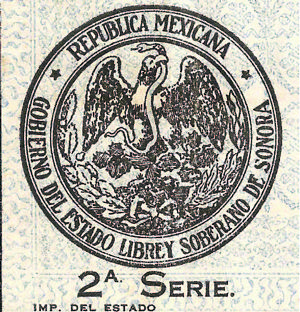 REPUBLICA MEXICANA
GOBIERNO DEL ESTADO LIBRE Y SOBERANO DE SONORA
2A. SERIE.
IMP. DEL ESTADO